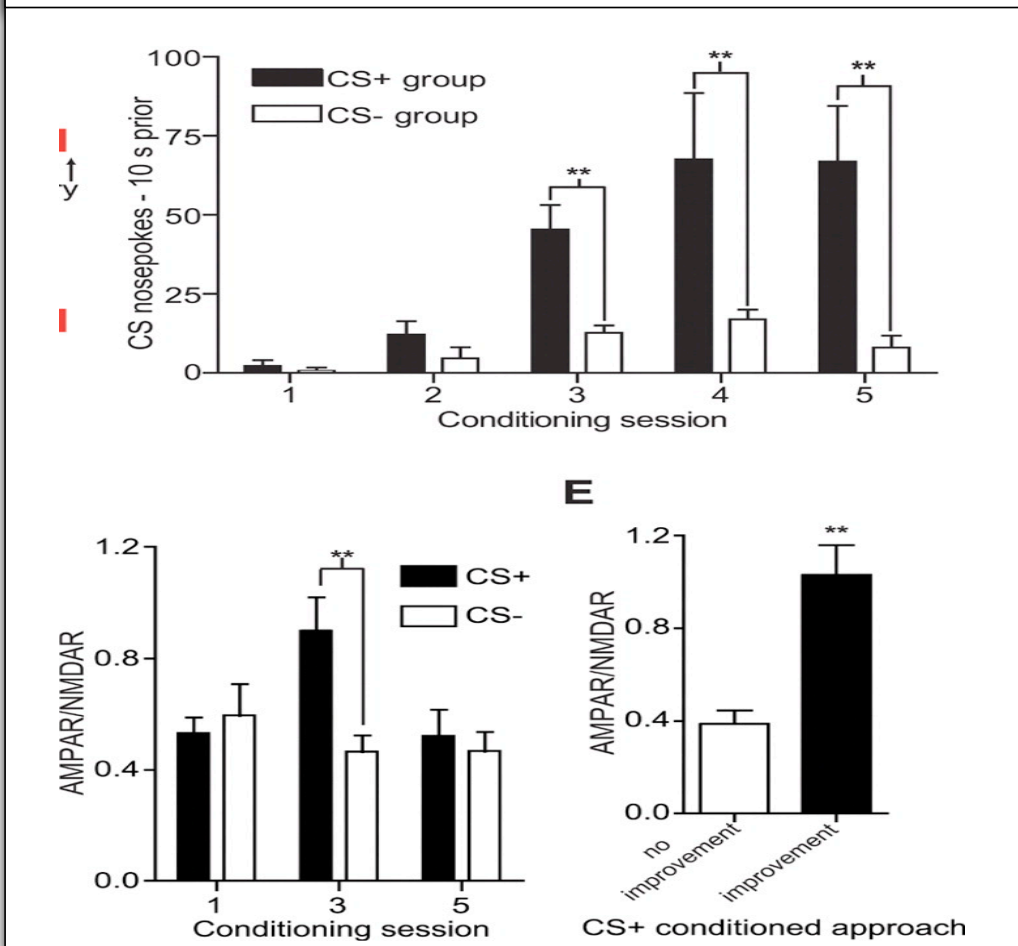 100
**
**
CS+ group
CS- group
75
CS nosepokes - 10 s prior
ry
**
50
25
0
1 2 3 4 5
Conditioning session
E
1.2
**
CS+
CS-
AMPAR/NMDAR
0.8
0.4
0.0
1 3 5
Conditioning session
1.2
**
AMPAR/NMDAR
0.8
0.4
0.0
no
improvement
improvement
CS+ conditioned approach